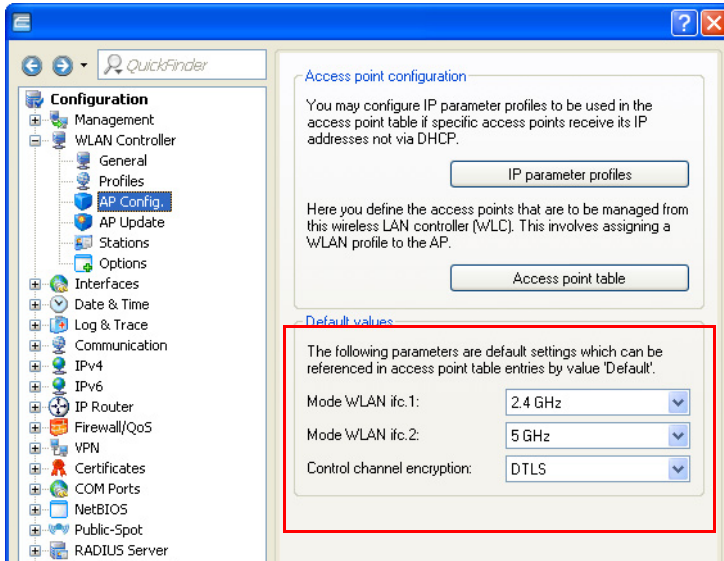 QuickFinder
Configuration
Management
WLAN Controller
General
Profiles
AP Config.
AP Update
Stations
Options
Interfaces
Date & Time
Log & Trace
Communication
IPv4
IPv6
IP Router
Firewall/QoS
VPN
Certificates
COM Ports
NetBIOS
Public-Spot
RADIUS Server
Access point configuration
You may configure IP parameter profiles to be used in the
access point table if specific access points receive its IP
addresses not via DHCP.
IP parameter profiles
Here you define the access points that are to be managed from
this wireless LAN controller (WLC). This involves assigning a
WLAN profile to the AP.
Access point table
Default values
The following parameters are default settings which can be
referenced in access point table entries by value 'Default'.
Mode WLAN ifc.1: 2.4 GHz
Mode WLAN ifc.2: 5 GHz
Control channel encryption: DTLS